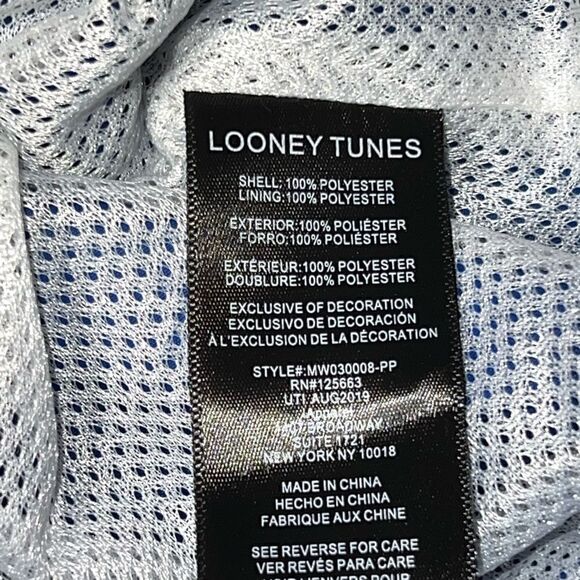 LOONEY TUNES
SHELL: 100% POLYESTER
LINING:100% POLYESTER
EXTERIOR:100% POLIÉSTER
FORRO:100% POLIÉSTER
EXTÉRIEUR:100% POLYESTER
DOUBLURE:100% POLYESTER
EXCLUSIVE OF DECORATION
EXCLUSIVO DE DECORACIÓN
À L'EXCLUSION DE LA DÉCORATION
STYLE#:MW030008-PP
RN#125663
UTI AUG2019
BROADWAY
SUITE 1721
NEW YORK NY 10018
MADE IN CHINA
HECHO EN CHINA
FABRIQUE AUX CHINE
SEE REVERSE FOR CARE
VER REVÉS PARA CARE
POUR